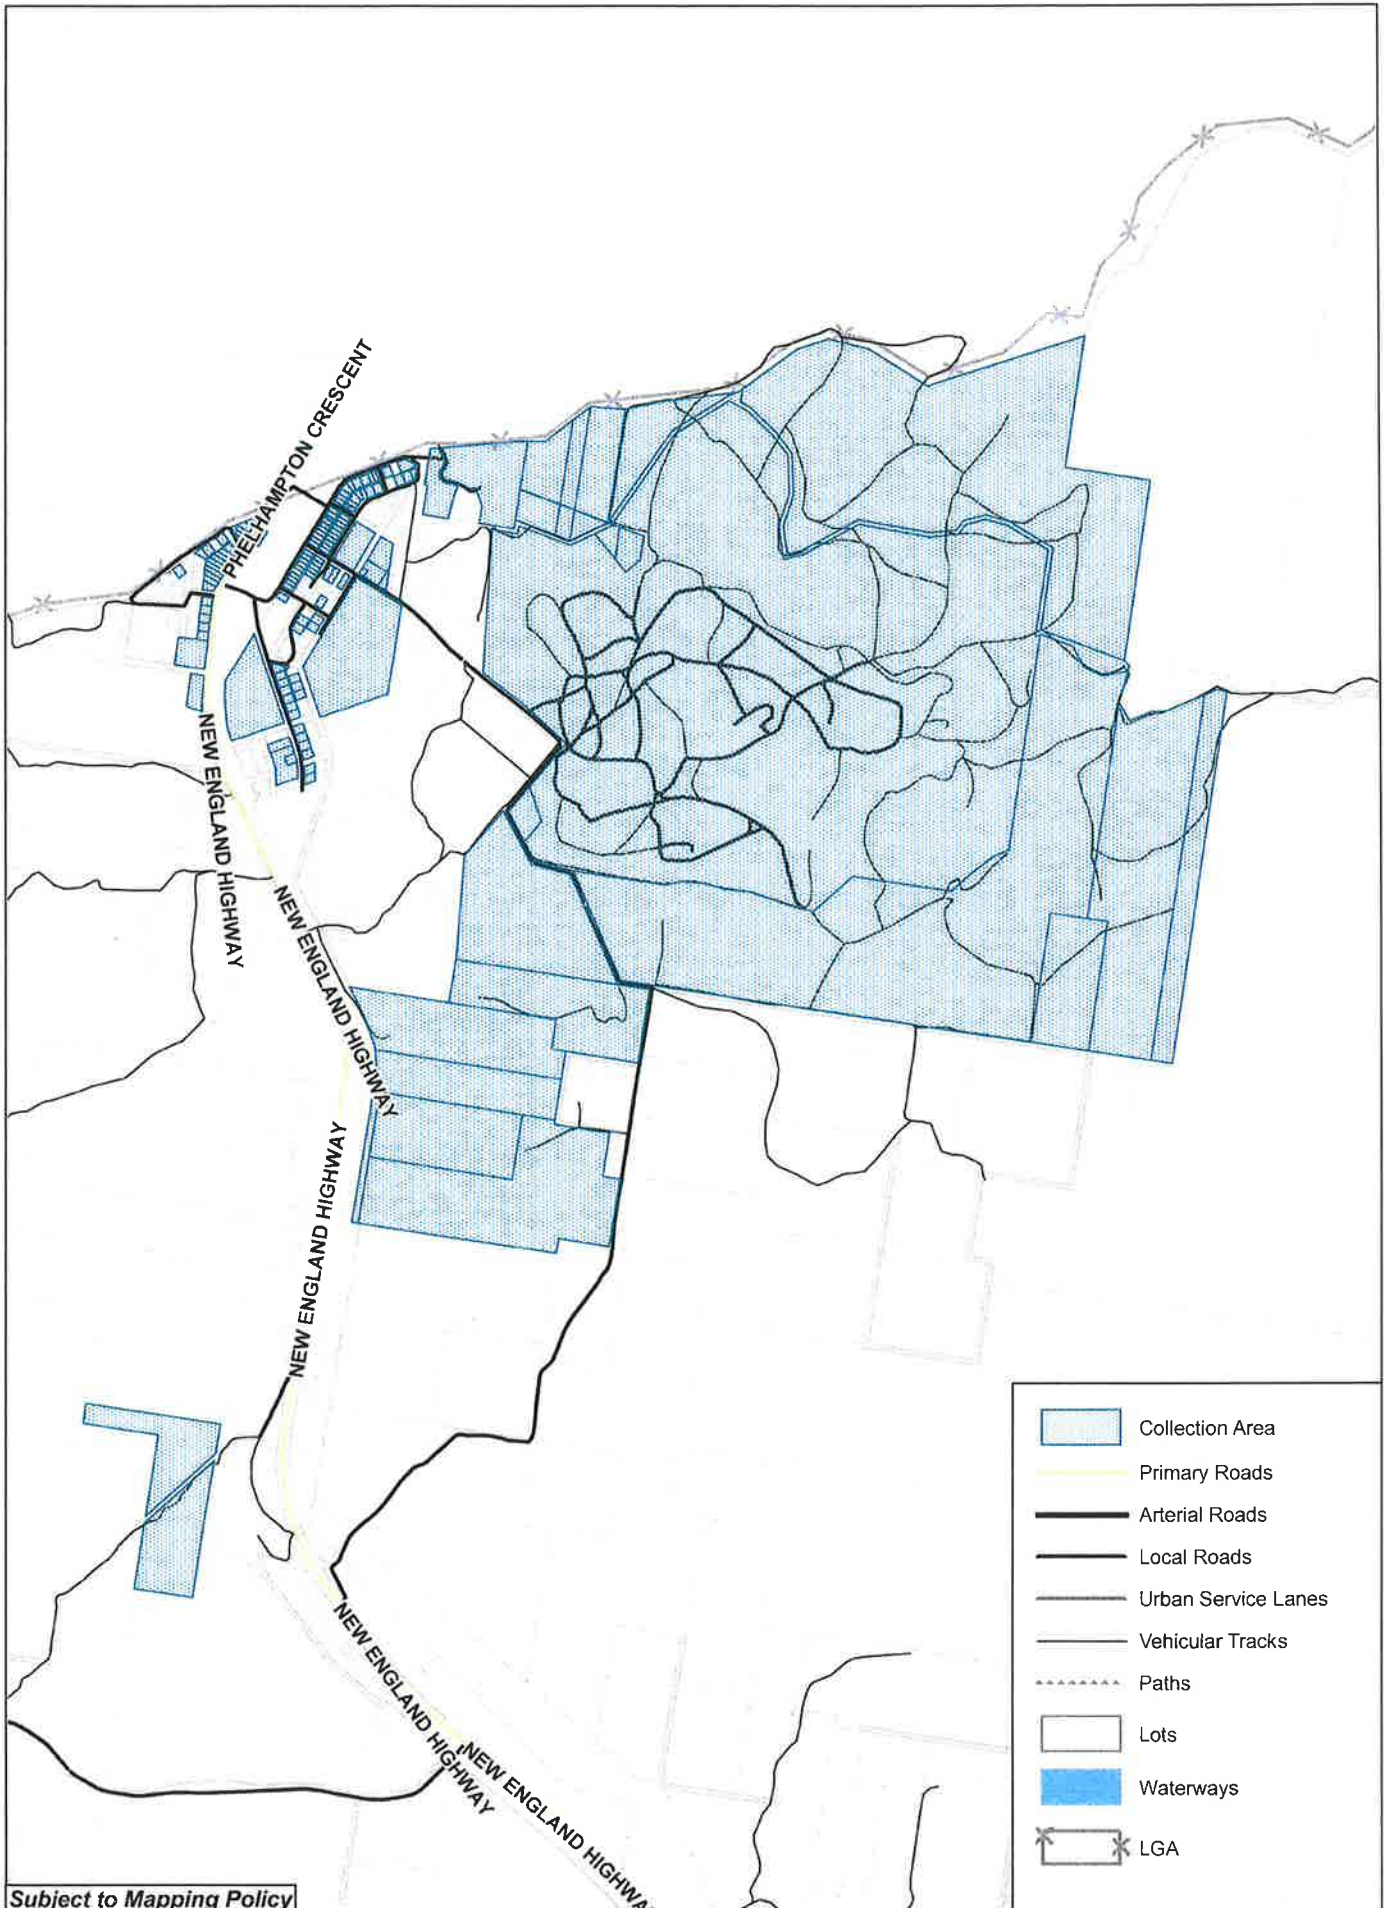 PHELHAMPTON CRESCENT
NEW ENGLAND HIGHWAY
NEW ENGLAND HIGHWAY
NEW ENGLAND HIGHWAY
NEW ENGLAND HIGHWAY
NEW ENGLAND HIGHWAY
Collection Area
Primary Roads
Arterial Roads
Local Roads
Urban Service Lanes
Vehicular Tracks
Paths
Lots
Waterways
LGA
Subject to Mapping Policy